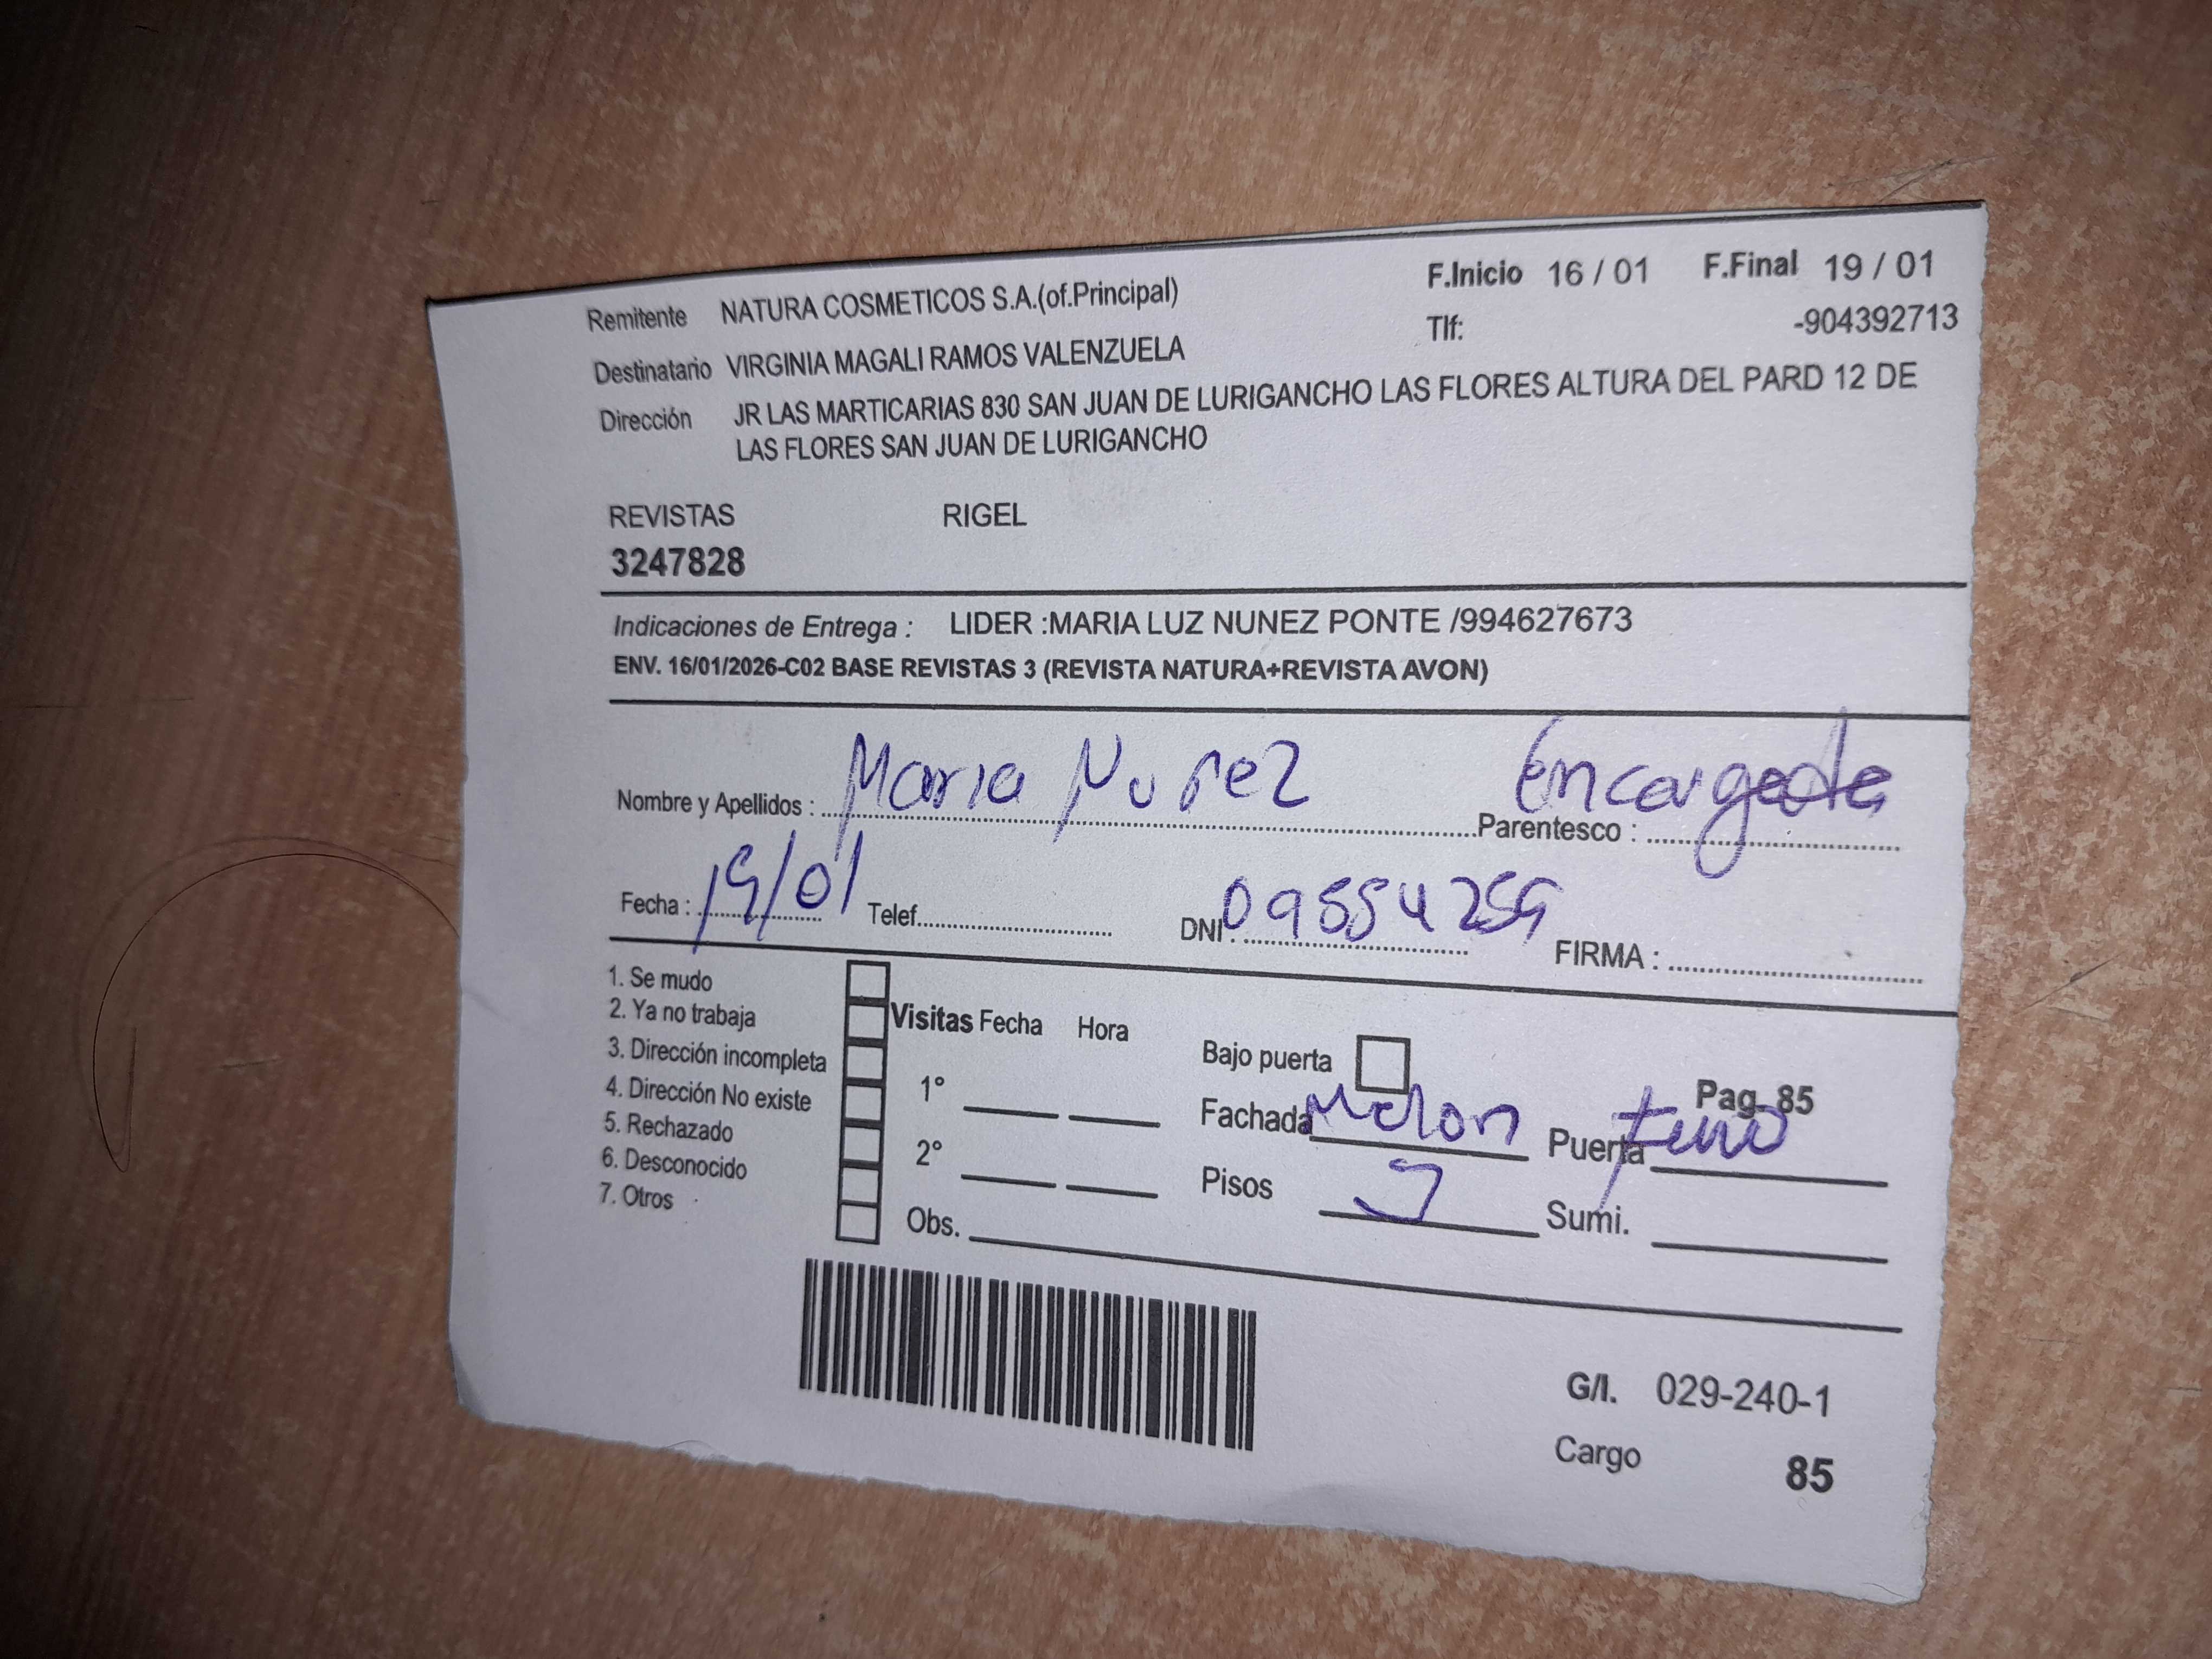 Remitente NATURA COSMETICOS S.A.(of.Principal) F.Inicio 16 / 01 F.Final 19 / 01
Tlf: -904392713
Destinatario VIRGINIA MAGALI RAMOS VALENZUELA
Dirección JR LAS MARTICARIAS 830 SAN JUAN DE LURIGANCHO LAS FLORES ALTURA DEL PARD 12 DE
LAS FLORES SAN JUAN DE LURIGANCHO
REVISTAS RIGEL
3247828
Indicaciones de Entrega : LIDER :MARIA LUZ NUNEZ PONTE /994627673
ENV. 16/01/2026-C02 BASE REVISTAS 3 (REVISTA NATURA+REVISTA AVON)
Nombre y Apellidos : Maria Nuñez Parentesco : Encargada
Fecha : 19/01 Telef. DNI : FIRMA :
1. Se mudo
2. Ya no trabaja
3. Dirección incompleta
4. Dirección No existe
5. Rechazado
6. Desconocido
7. Otros
Visitas Fecha Hora
1°
2°
Obs.
Bajo puerta
Fachada Melon
Pisos
Pag. 85
Puerta
Sumi.
G/I. 029-240-1
Cargo 85